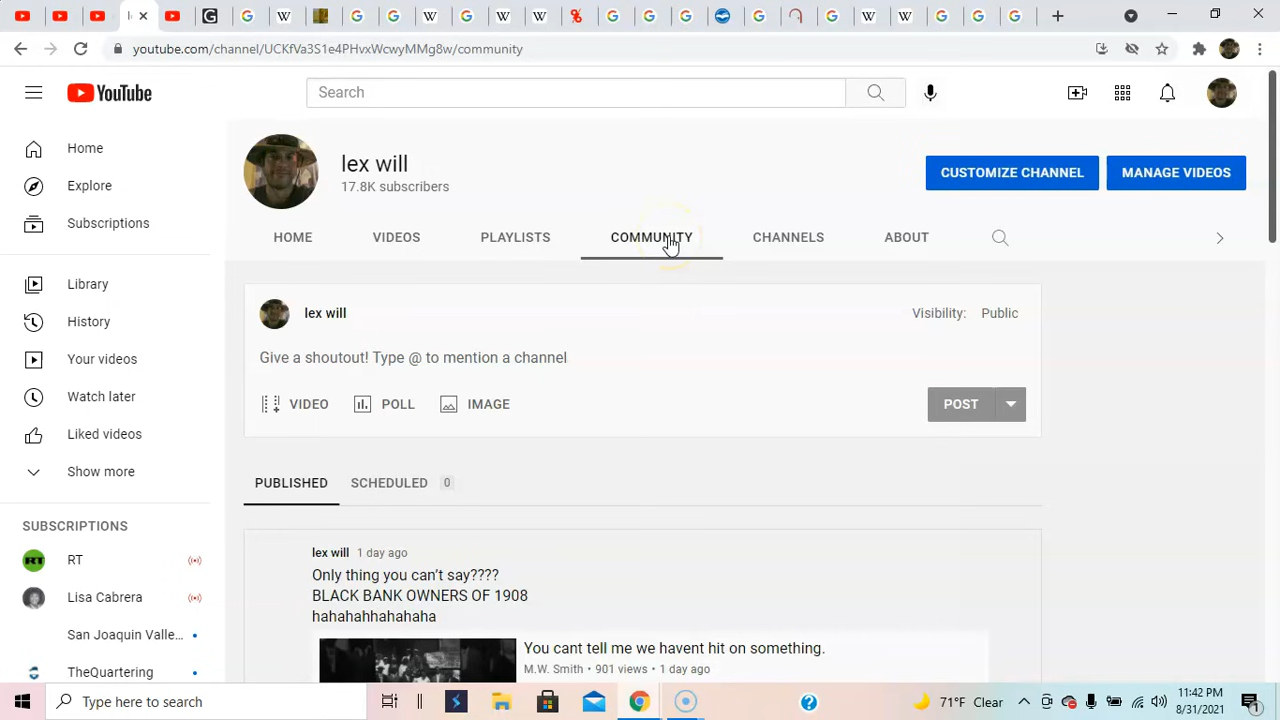 youtube.com/channel/UCKfVa3S1e4PHvxWcwyMMg8w/community
YouTube
Search
Home
Explore
Subscriptions
Library
History
Your videos
Watch later
Liked videos
Show more
SUBSCRIPTIONS
RT
Lisa Cabrera
San Joaquin Valle...
TheQuartering
lex will
17.8K subscribers
CUSTOMIZE CHANNEL
MANAGE VIDEOS
HOME
VIDEOS
PLAYLISTS
COMMUNITY
CHANNELS
ABOUT
lex will
Visibility: Public
Give a shoutout! Type @ to mention a channel
VIDEO
POLL
IMAGE
POST
PUBLISHED
SCHEDULED 0
lex will 1 day ago
Only thing you can't say????
BLACK BANK OWNERS OF 1908
hahahahhahahaha
You cant tell me we havent hit on something.
M.W. Smith • 901 views • 1 day ago
Type here to search
71°F Clear
11:42 PM
8/31/2021